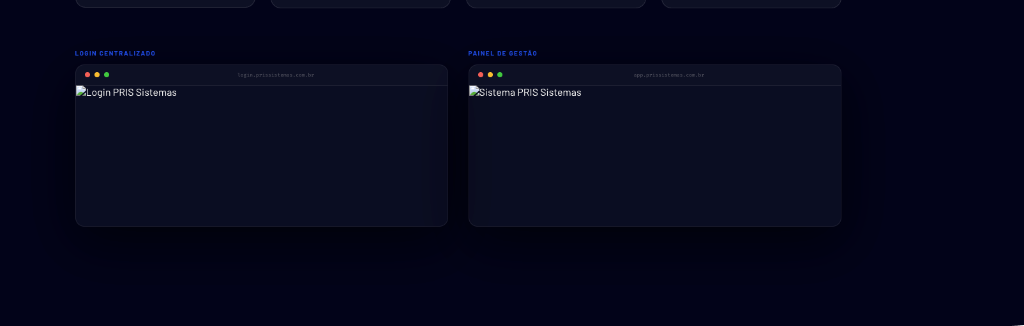 LOGIN CENTRALIZADO
PAINEL DE GESTÃO
login.prissistemas.com.br
app.prissistemas.com.br
Login PRIS Sistemas
Sistema PRIS Sistemas